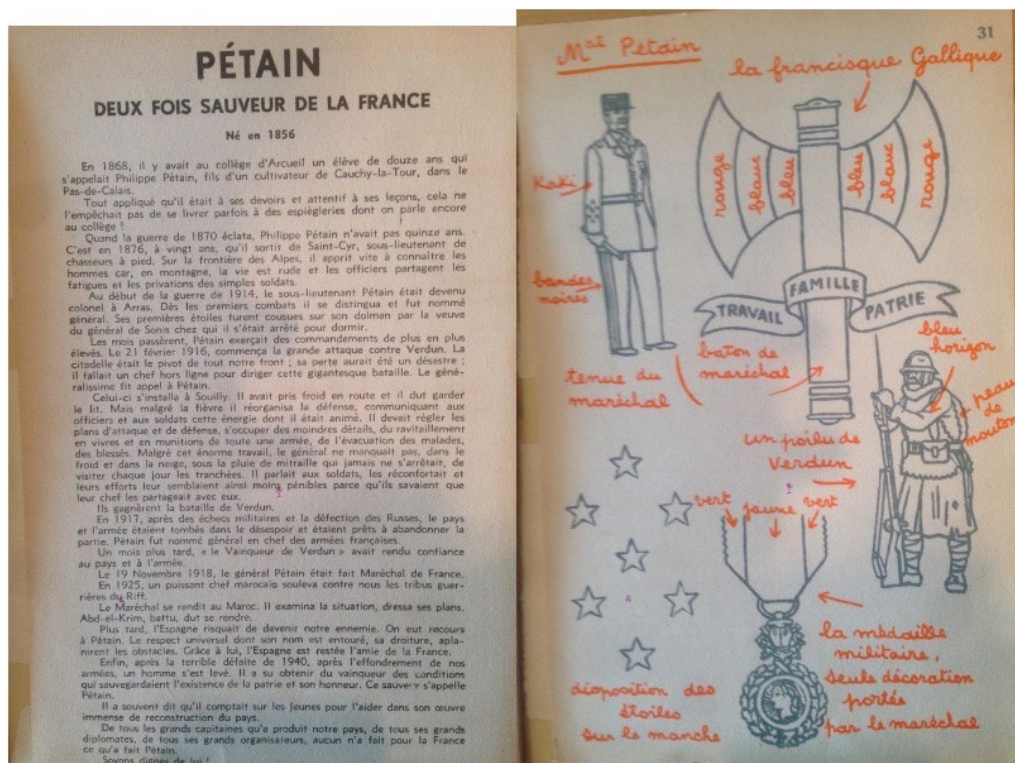 PÉTAIN
DEUX FOIS SAUVEUR DE LA FRANCE
Né en 1856
En 1868, il y avait au collège d'Arcueil un élève de douze ans qui
s'appelait Philippe Pétain, fils d'un cultivateur de Cauchy-la-Tour, dans le
Pas-de-Calais.
Tout appliqué qu'il était à ses devoirs et attentif à ses leçons, cela ne
l'empêchait pas de se livrer parfois à des espiègleries dont on parle encore
au collège !
Quand la guerre de 1870 éclata, Philippe Pétain n'avait pas quinze ans.
C'est en 1876, à vingt ans, qu'il sortit de Saint-Cyr, sous-lieutenant de
chasseurs à pied. Sur la frontière des Alpes, il apprit vite à connaître les
hommes car, en montagne, la vie est rude et les officiers partagent les
fatigues et les privations des simples soldats.
Au début de la guerre de 1914, le sous-lieutenant Pétain était devenu
colonel à Arras. Dès les premiers combats il se distingua et fut nommé
général. Ses premières étoiles furent cousues sur son dolman par la veuve
du général de Sonis chez qui il s'était arrêté pour dormir.
Les mois passèrent, Pétain exerçait des commandements de plus en plus
élevés. Le 21 février 1916, commença la grande attaque contre Verdun. La
citadelle était le pivot de tout notre front ; sa perte aurait été un désastre ;
il fallait un chef hors ligne pour diriger cette gigantesque bataille. Le géné-
ralissime fit appel à Pétain.
Celui-ci s'installa à Souilly. Il avait pris froid en route et il dut garder
le lit. Mais malgré la fièvre il réorganisa la défense, communiquant aux
officiers et aux soldats cette énergie dont il était animé. Il devait régler les
plans d'attaque et de défense, s'occuper des moindres détails, du ravitaillement
en vivres et en munitions de toute une armée, de l'évacuation des malades,
des blessés. Malgré cet énorme travail, le général ne manquait pas, dans le
froid et dans la neige, sous la pluie de mitraille qui jamais ne s'arrêtait, de
visiter chaque jour les tranchées. Il parlait aux soldats, les réconfortait et
leurs efforts leur semblaient ainsi moins pénibles parce qu'ils savaient que
leur chef les partageait avec eux.
Ils gagnèrent la bataille de Verdun.
En 1917, après des échecs militaires et la défection des Russes, le pays
et l'armée étaient tombés dans le désespoir et étaient prêts à abandonner la
partie. Pétain fut nommé général en chef des armées françaises.
Un mois plus tard, « le Vainqueur de Verdun » avait rendu confiance
au pays et à l'armée.
Le 19 Novembre 1918, le général Pétain était fait Maréchal de France.
En 1925, un puissant chef marocain souleva contre nous les tribus guer-
rières du Riff.
Le Maréchal se rendit au Maroc. Il examina la situation, dressa ses plans.
Abd-el-Krim, battu, dut se rendre.
Plus tard, l'Espagne risquait de devenir notre ennemie. On eut recours
à Pétain. Le respect universel dont son nom est entouré, sa droiture, apla-
nirent les obstacles. Grâce à lui, l'Espagne est restée l'amie de la France.
Enfin, après la terrible défaite de 1940, après l'effondrement de nos
armées, un homme s'est levé. Il a su obtenir du vainqueur des conditions
qui sauvegardaient l'existence de la patrie et son honneur. Ce sauveur s'appelle
Pétain.
Il a souvent dit qu'il comptait sur les Jeunes pour l'aider dans son œuvre
immense de reconstruction du pays.
De tous les grands capitaines qu'a produit notre pays, de tous ses grands
diplomates, de tous ses grands organisateurs, aucun n'a fait pour la France
ce qu'a fait Pétain.
Soyons dignes de lui !
31
Mal Pétain
la francisque Gallique
rouge
blanc
bleu
bleu
blanc
rouge
Kaki
bandes
noires
TRAVAIL
FAMILLE
PATRIE
bleu
horizon
tenue du
maréchal
baton de
maréchal
peau
de
mouton
un poilu de
Verdun
vert
jaune
vert
la médaille
militaire,
seule décoration
portée
par le maréchal
disposition des
étoiles
sur la manche